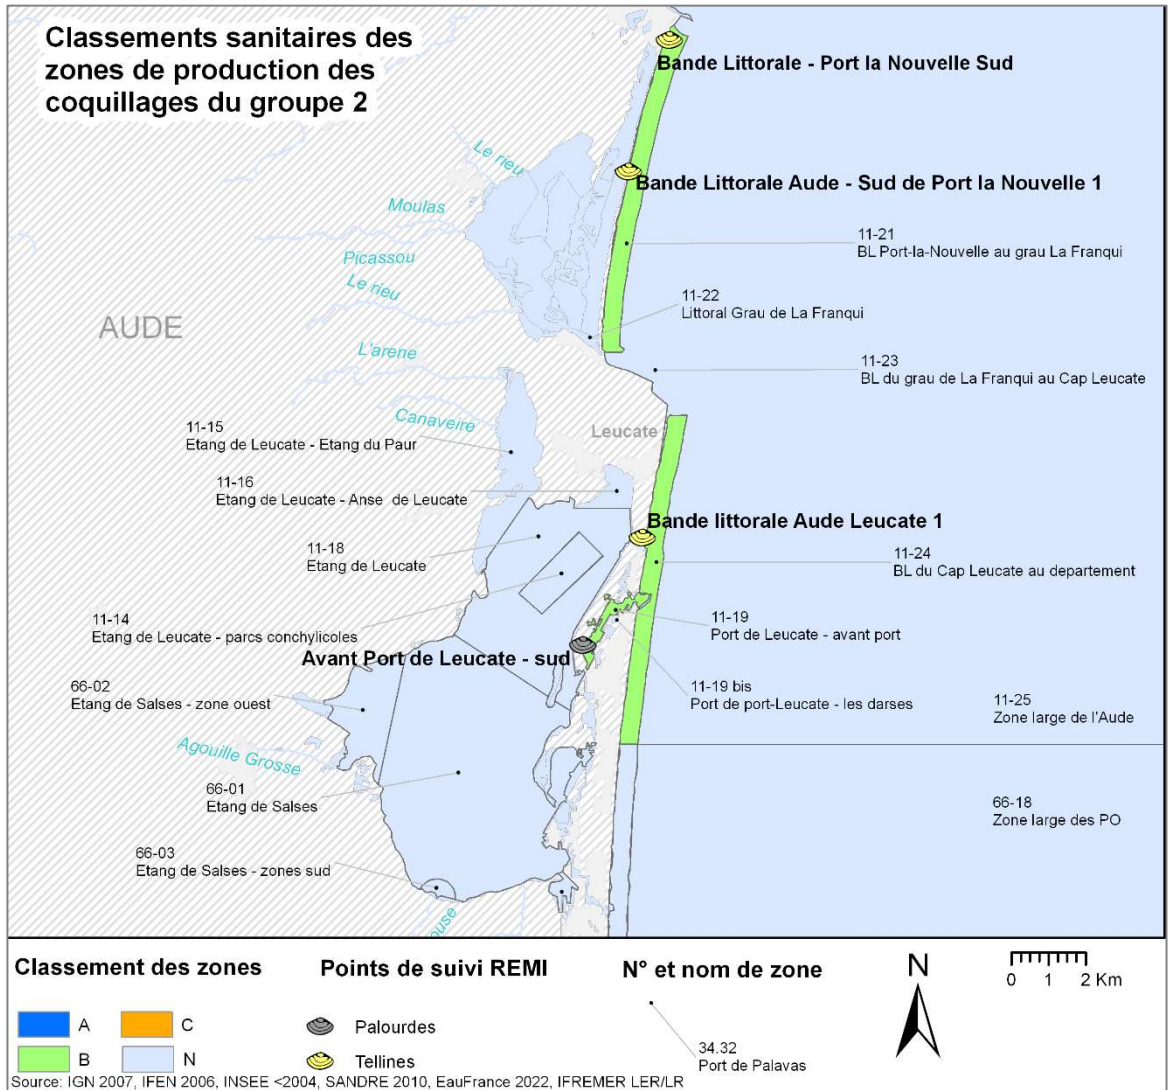 Classements sanitaires des
zones de production des
coquillages du groupe 2
Bande Littorale - Port la Nouvelle Sud
Le rieu
Bande Littorale Aude - Sud de Port la Nouvelle 1
Moulas
11-21
BL Port-la-Nouvelle au grau La Franqui
Picassou
Le rieu
11-22
Littoral Grau de La Franqui
AUDE
L'arene
11-23
BL du grau de La Franqui au Cap Leucate
Canaveire
11-15
Etang de Leucate - Etang du Paur
Leucate
11-16
Etang de Leucate - Anse de Leucate
Bande littorale Aude Leucate 1
11-18
Etang de Leucate
11-24
BL du Cap Leucate au departement
11-14
Etang de Leucate - parcs conchylicoles
11-19
Port de Leucate - avant port
Avant Port de Leucate - sud
66-02
Etang de Salses - zone ouest
11-19 bis
Port de port-Leucate - les darses
11-25
Zone large de l'Aude
Agouille Grosse
66-01
Etang de Salses
66-18
Zone large des PO
66-03
Etang de Salses - zones sud
ouse
Classement des zones
A
C
B
N
Points de suivi REMI
Palourdes
Tellines
N° et nom de zone
34.32
Port de Palavas
N
0 1 2 Km
Source: IGN 2007, IFEN 2006, INSEE <2004, SANDRE 2010, EauFrance 2022, IFREMER LER/LR